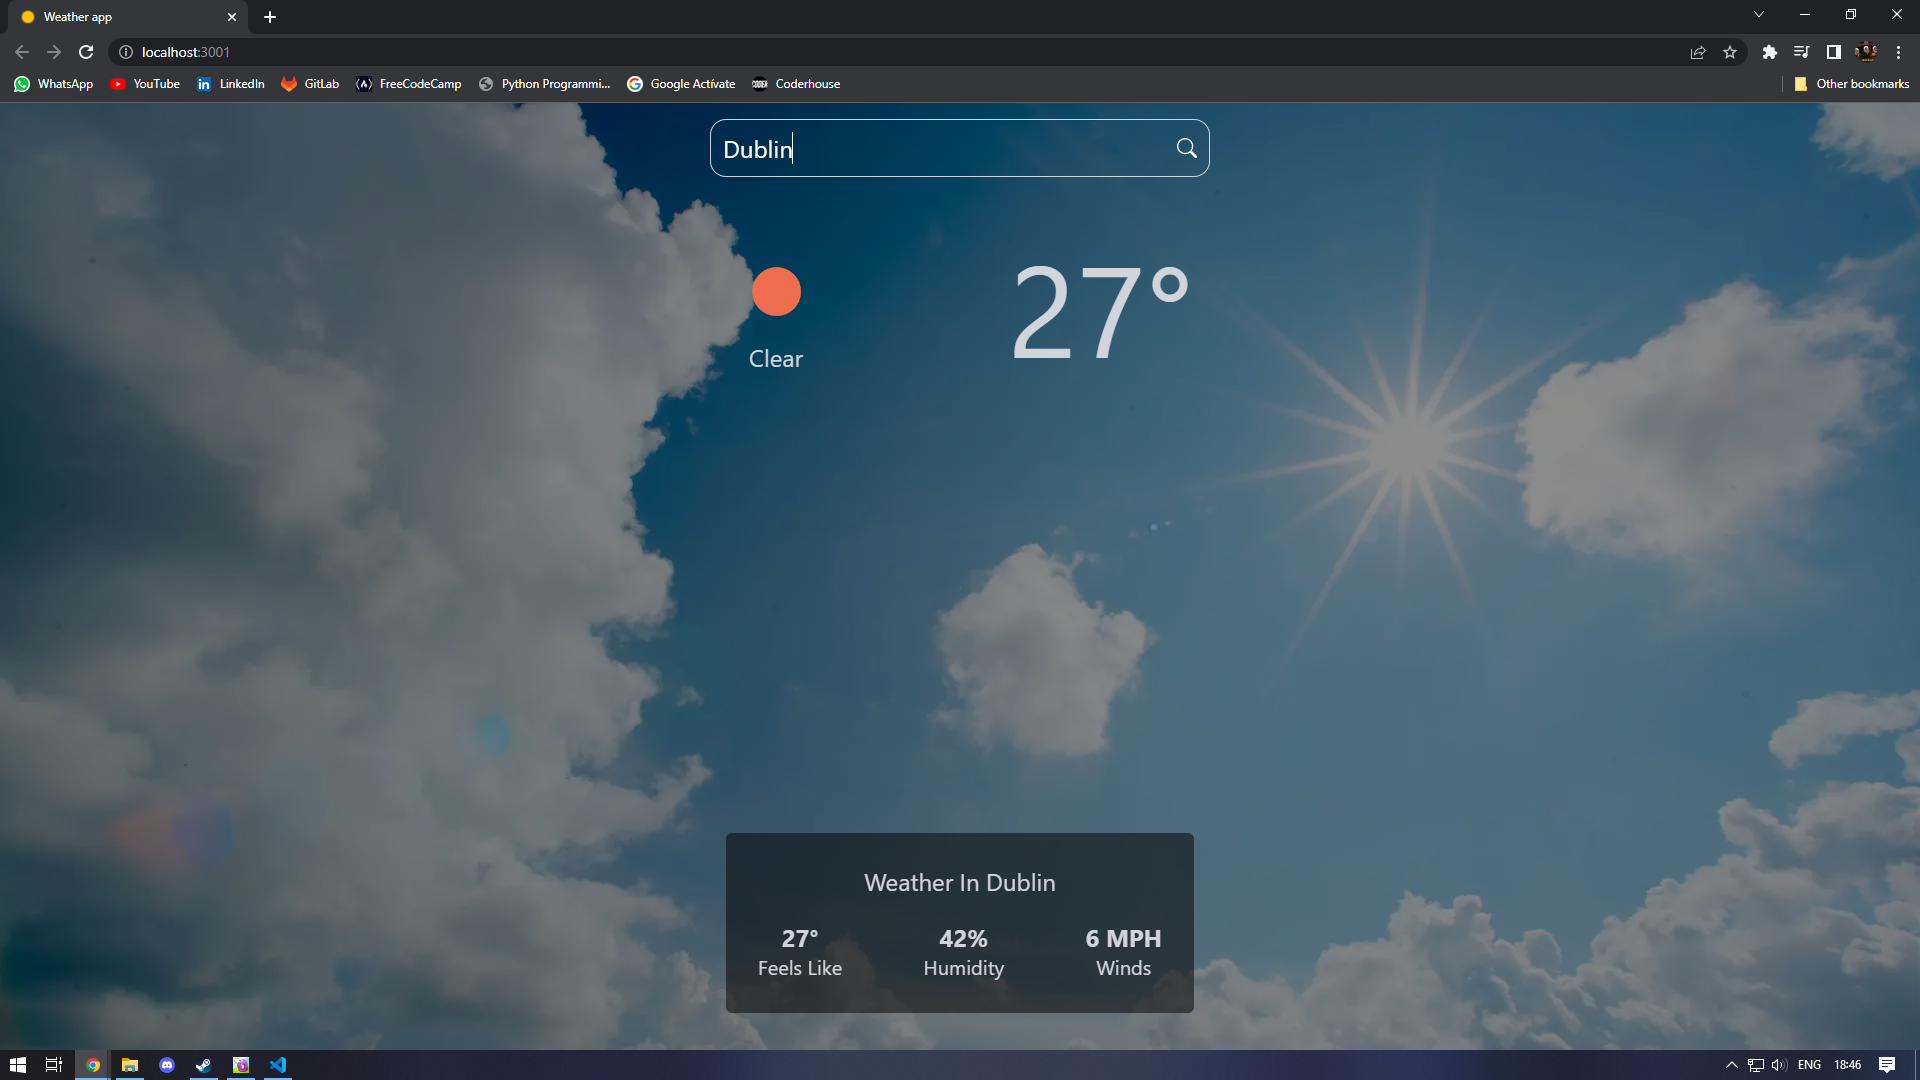 Weather app
localhost:3001
WhatsApp YouTube LinkedIn GitLab FreeCodeCamp Python Programmi... Google Actívate Coderhouse Other bookmarks
Dublin
27°
Clear
Weather In Dublin
27° 42% 6 MPH
Feels Like Humidity Winds
ENG 18:46